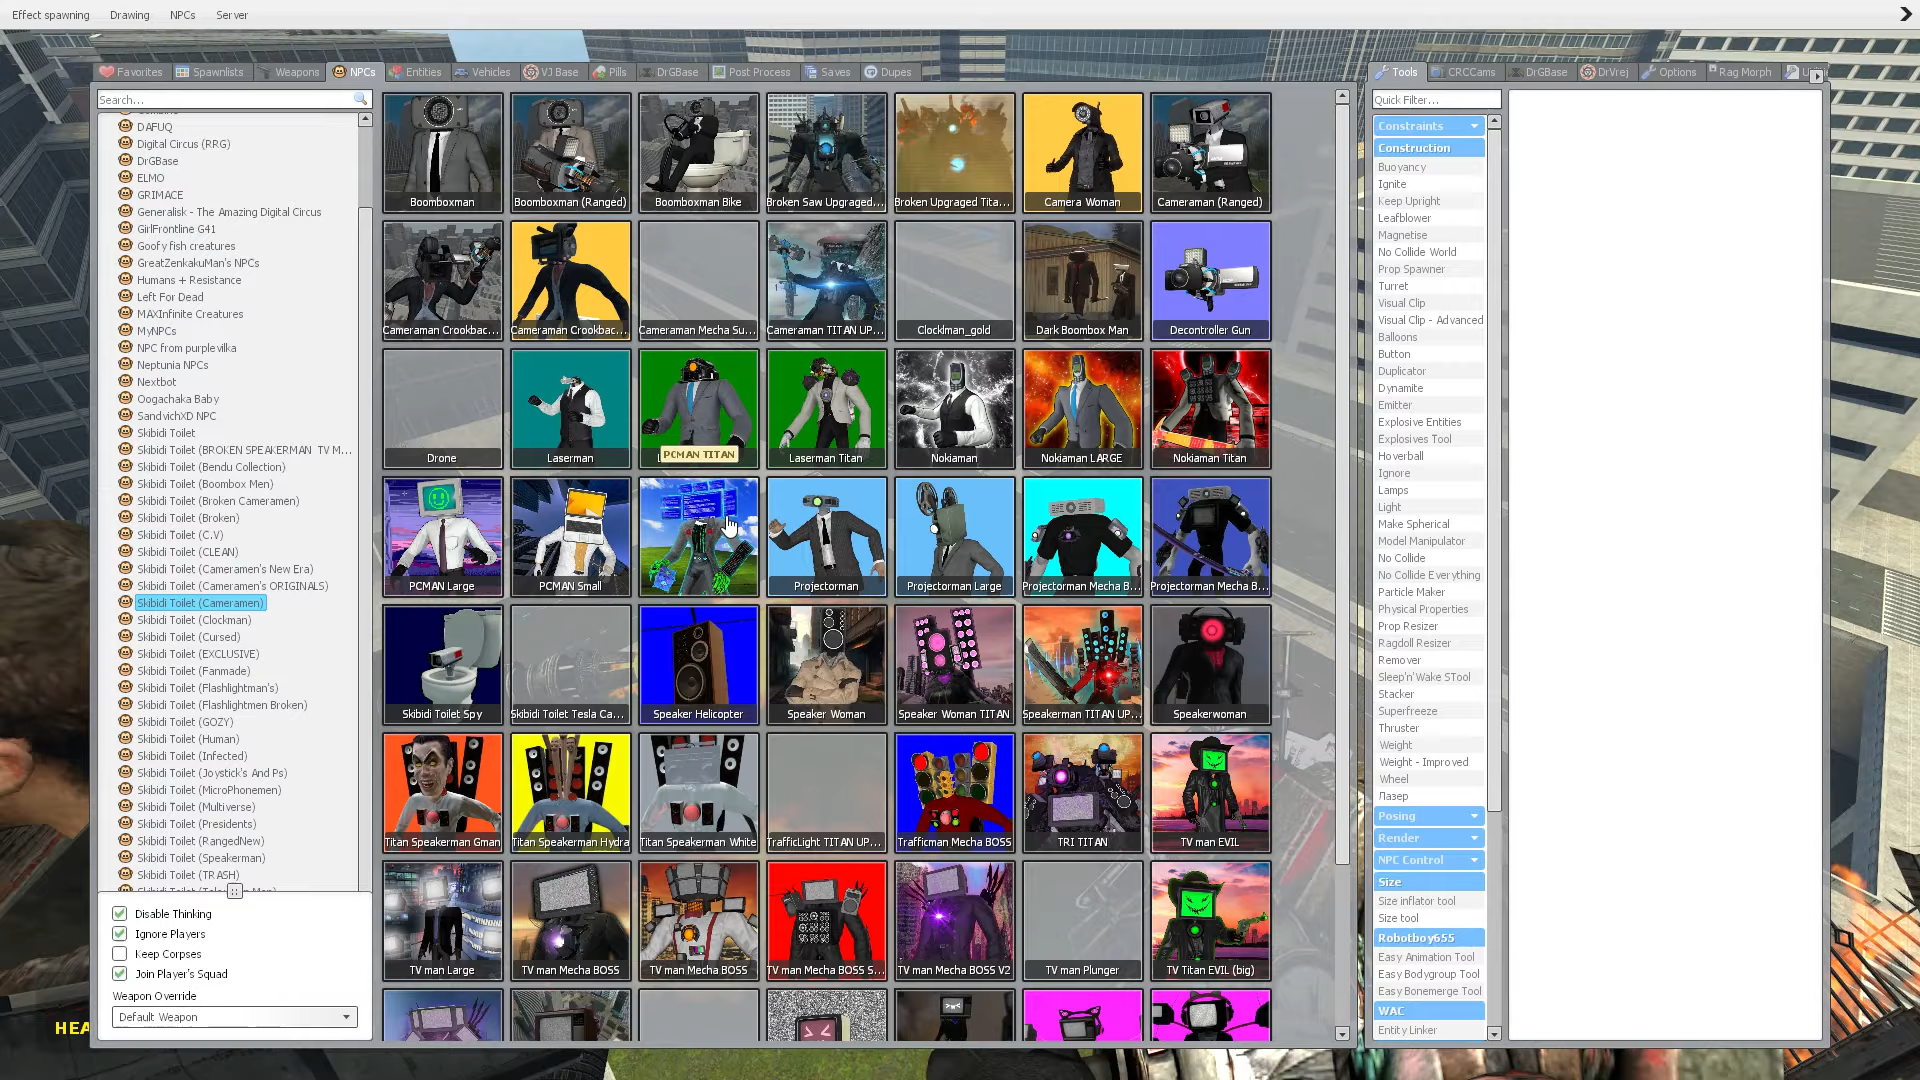 Effect spawning Drawing NPCs Server
Favorites Spawnlists Weapons NPCs Entities Vehicles VJ Base Pills DrGBase Post Process Saves Dupes
Tools CRCCams DrGBase DrVrej Options Rag Morph
Search...
DAFUQ
Digital Circus (RRG)
DrGBase
ELMO
GRIMACE
Generalisk - The Amazing Digital Circus
GirlFrontline G41
Goofy fish creatures
GreatZenkakuMan's NPCs
Humans + Resistance
Left For Dead
MAXInfinite Creatures
MyNPCs
NPC from purplevilka
Neptunia NPCs
Nextbot
Oogachaka Baby
SandvichXD NPC
Skibidi Toilet
Skibidi Toilet (BROKEN SPEAKERMAN TV M...
Skibidi Toilet (Bendu Collection)
Skibidi Toilet (Boombox Men)
Skibidi Toilet (Broken Cameramen)
Skibidi Toilet (Broken)
Skibidi Toilet (C.V)
Skibidi Toilet (CLEAN)
Skibidi Toilet (Cameramen's New Era)
Skibidi Toilet (Cameramen's ORIGINALS)
Skibidi Toilet (Cameramen)
Skibidi Toilet (Clockman)
Skibidi Toilet (Cursed)
Skibidi Toilet (EXCLUSIVE)
Skibidi Toilet (Fanmade)
Skibidi Toilet (Flashlightman's)
Skibidi Toilet (Flashlightmen Broken)
Skibidi Toilet (GOZY)
Skibidi Toilet (Human)
Skibidi Toilet (Infected)
Skibidi Toilet (Joystick's And Ps)
Skibidi Toilet (MicroPhonemen)
Skibidi Toilet (Multiverse)
Skibidi Toilet (Presidents)
Skibidi Toilet (RangedNew)
Skibidi Toilet (Speakerman)
Skibidi Toilet (TRASH)
Disable Thinking
Ignore Players
Keep Corpses
Join Player's Squad
Weapon Override
Default Weapon
HEA
Boomboxman Boomboxman (Ranged) Boomboxman Bike Broken Saw Upgraded... Broken Upgraded Tita... Camera Woman Cameraman (Ranged)
Cameraman Crookbac... Cameraman Crookbac... Cameraman Mecha Su... Cameraman TITAN UP... Clocklman_gold Dark Boombox Man Decontroller Gun
Drone Laserman PCMAN TITAN Laserman Titan Nokiaman Nokiaman LARGE Nokiaman Titan
PCMAN Large PCMAN Small Projectorman Projectorman Large Projectorman Mecha B... Projectorman Mecha B...
Skibidi Toilet Spy Skibidi Toilet Tesla Ca... Speaker Helicopter Speaker Woman Speaker Woman TITAN Speakerman TITAN UP... Speakerwoman
Titan Speakerman Gman Titan Speakerman Hydra Titan Speakerman White TrafficLight TITAN UP... Trafficman Mecha BOSS TRI TITAN TV man EVIL
TV man Large TV man Mecha BOSS TV man Mecha BOSS TV man Mecha BOSS S... TV man Mecha BOSS V2 TV man Plunger TV Titan EVIL (big)
Quick Filter...
Constraints
Construction
Buoyancy
Ignite
Keep Upright
Leafblower
Magnetise
No Collide World
Prop Spawner
Turret
Visual Clip
Visual Clip - Advanced
Balloons
Button
Duplicator
Dynamite
Emitter
Explosive Entities
Explosives Tool
Hoverball
Ignore
Lamps
Light
Make Spherical
Model Manipulator
No Collide
No Collide Everything
Particle Maker
Physical Properties
Prop Resizer
Ragdoll Resizer
Remover
Sleep'n'Wake STool
Stacker
Superfreeze
Thruster
Weight
Weight - Improved
Wheel
Лазер
Posing
Render
NPC Control
Size
Size inflator tool
Size tool
Robotboy655
Easy Animation Tool
Easy Bodygroup Tool
Easy Bonemerge Tool
WAC
Entity Linker